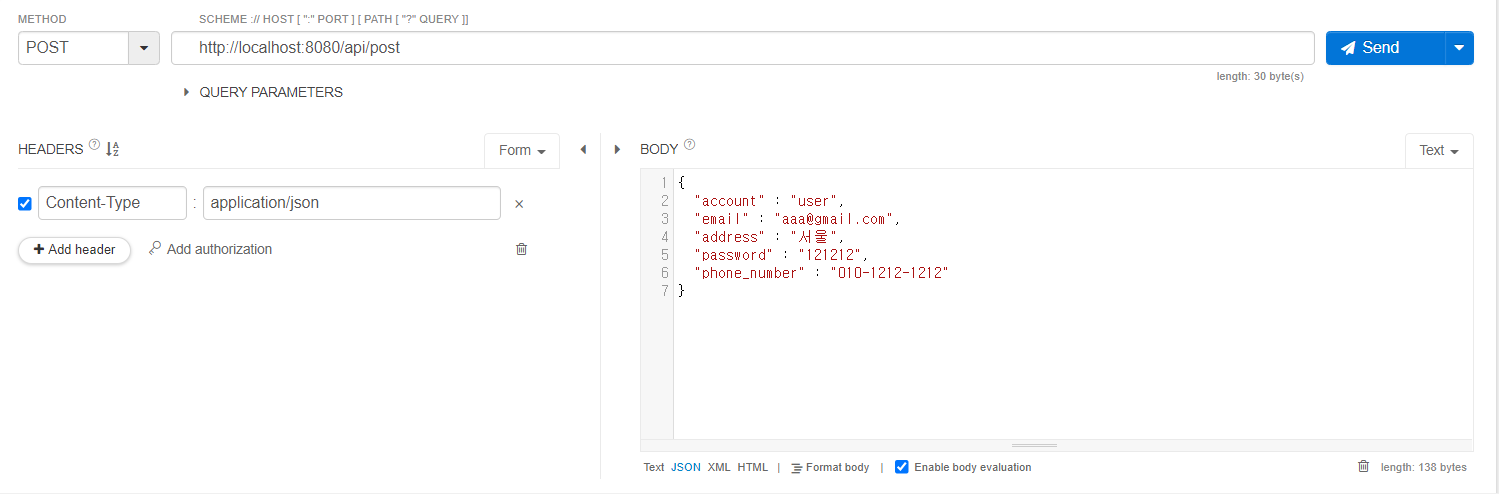 METHOD
SCHEME :// HOST [ ":" PORT ] [ PATH [ "?" QUERY ]]
POST
http://localhost:8080/api/post
Send
length: 30 byte(s)
QUERY PARAMETERS
HEADERS ? A Z
Form
BODY ?
Text
Content-Type : application/json ×
+ Add header
Add authorization
1 {
2 "account" : "user",
3 "email" : "aaa@gmail.com",
4 "address" : "서울",
5 "password" : "121212",
6 "phone_number" : "010-1212-1212"
7 }
Text JSON XML HTML | Format body | Enable body evaluation
length: 138 bytes